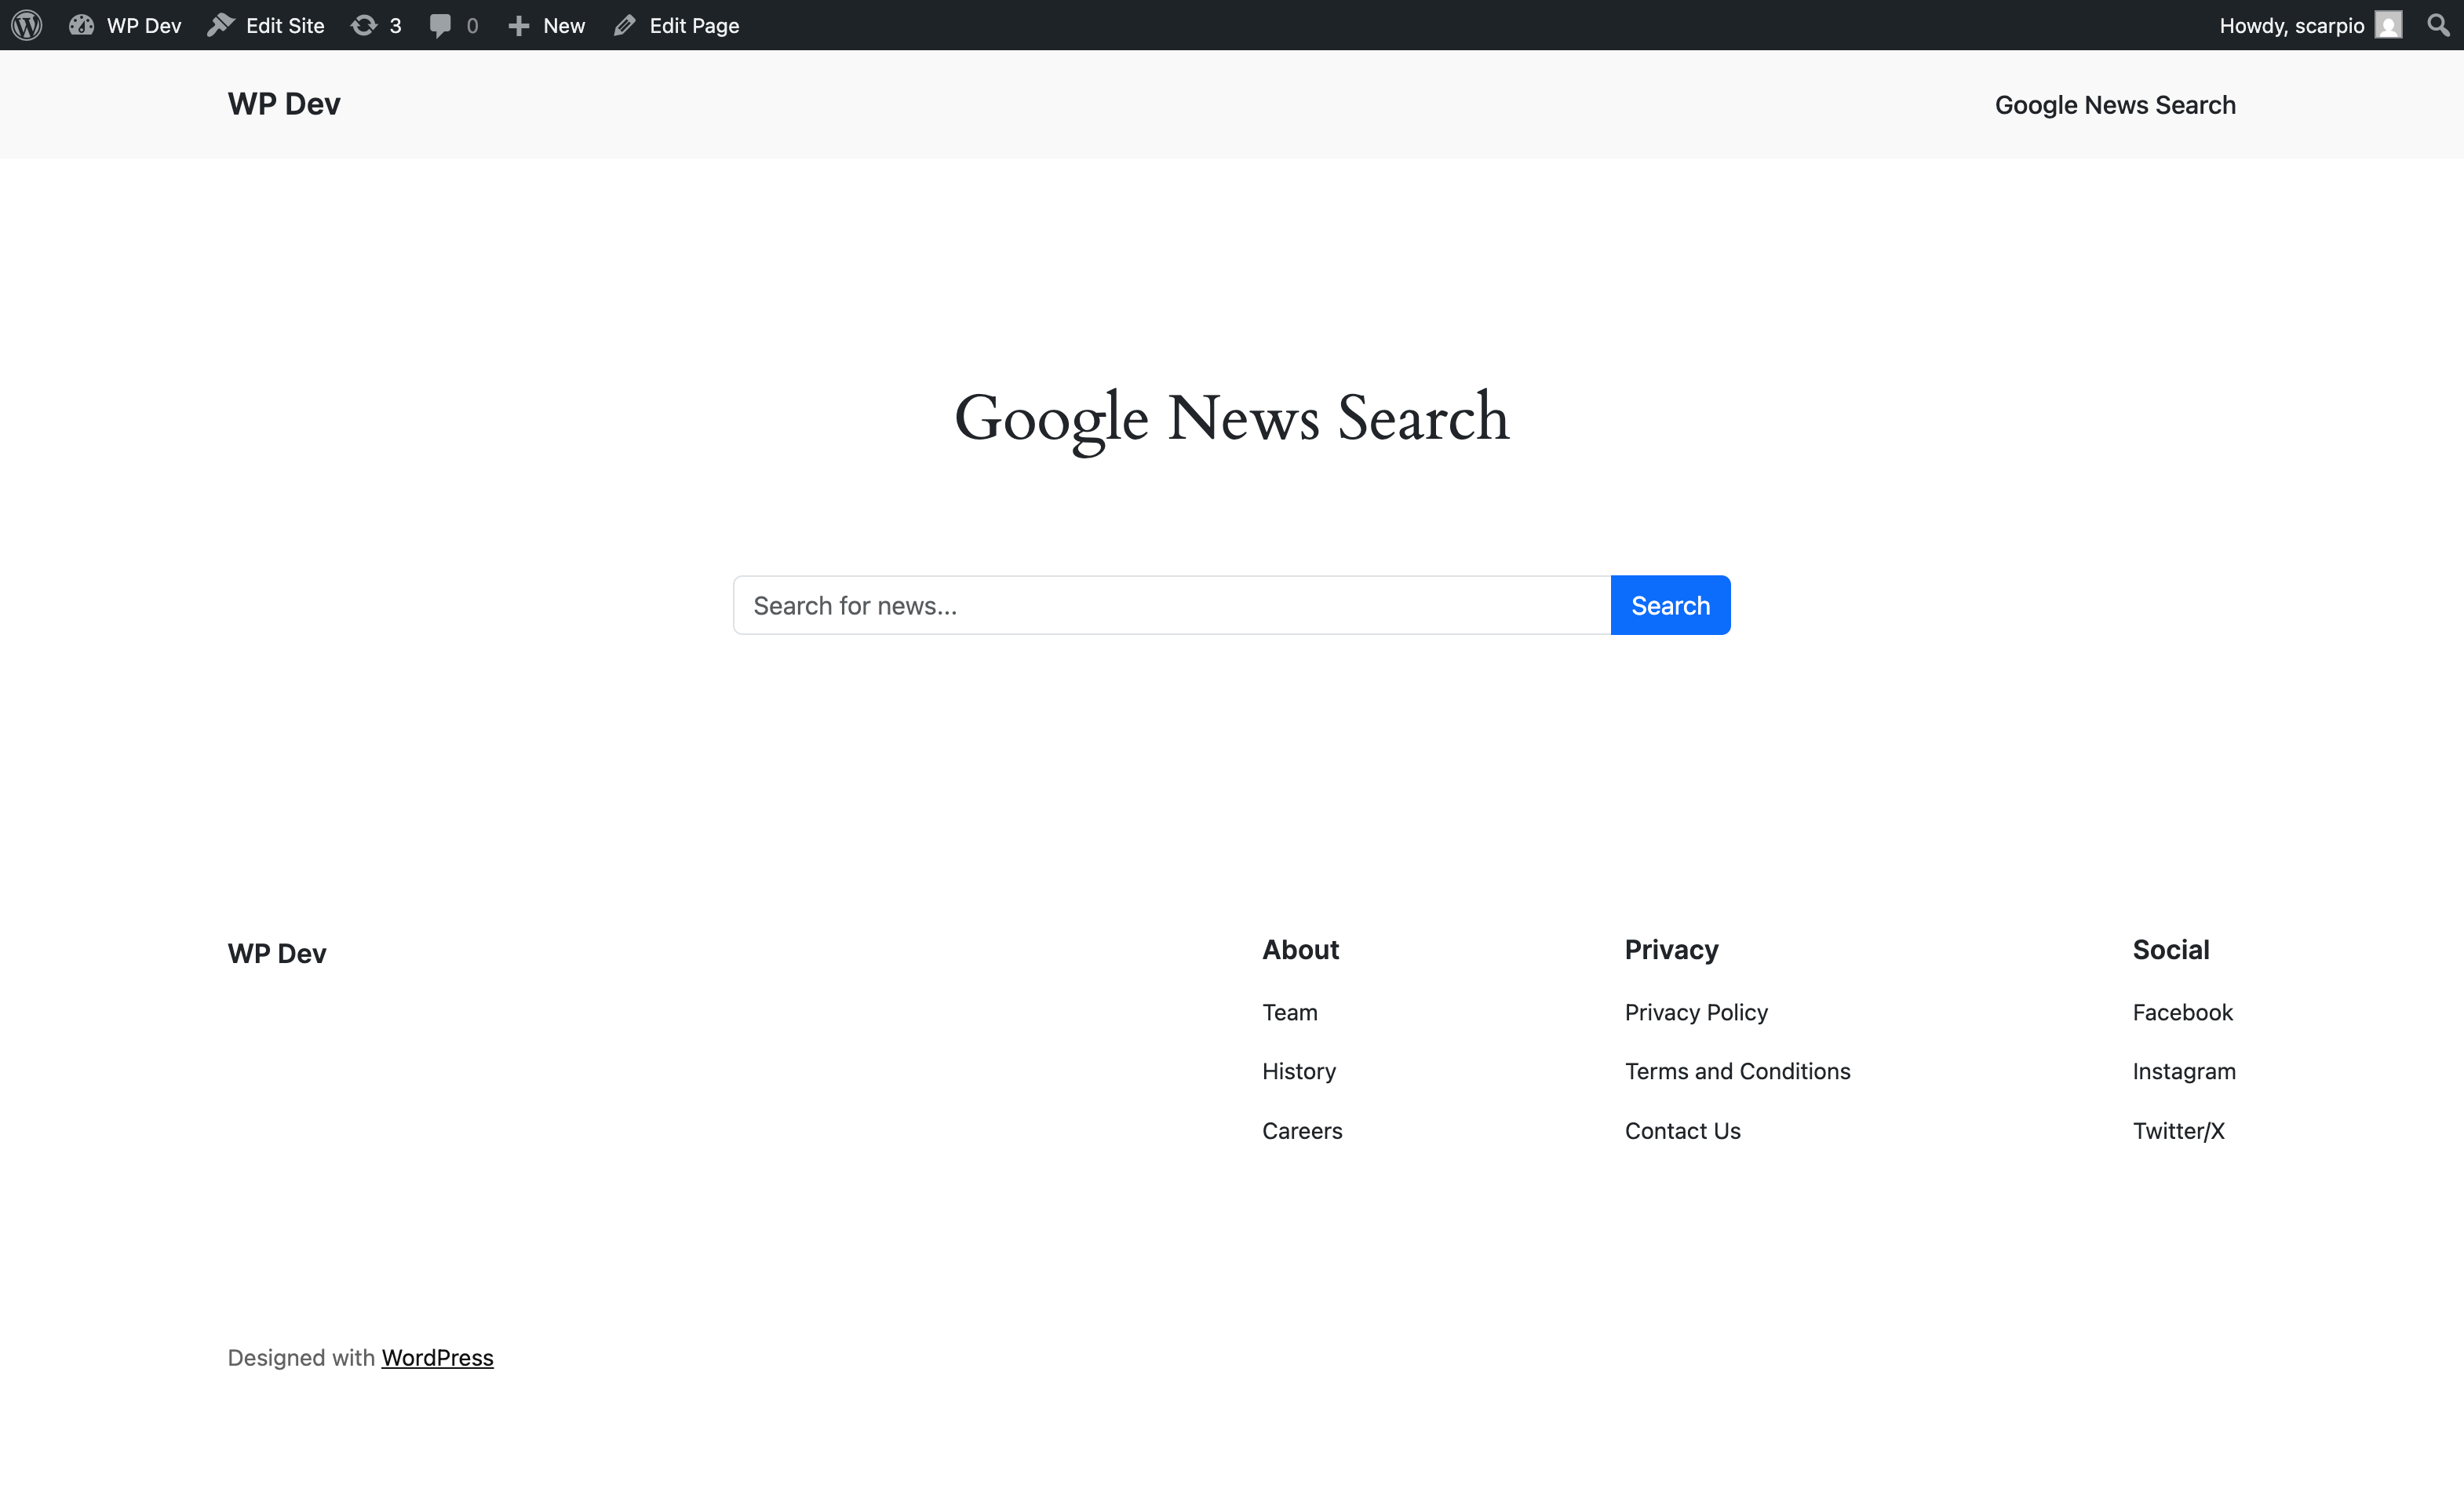 WP Dev Edit Site 3 0 New Edit Page Howdy, scarpio
WP Dev Google News Search
Google News Search
Search for news...
Search
WP Dev
About
Team
History
Careers
Privacy
Privacy Policy
Terms and Conditions
Contact Us
Social
Facebook
Instagram
Twitter/X
Designed with WordPress